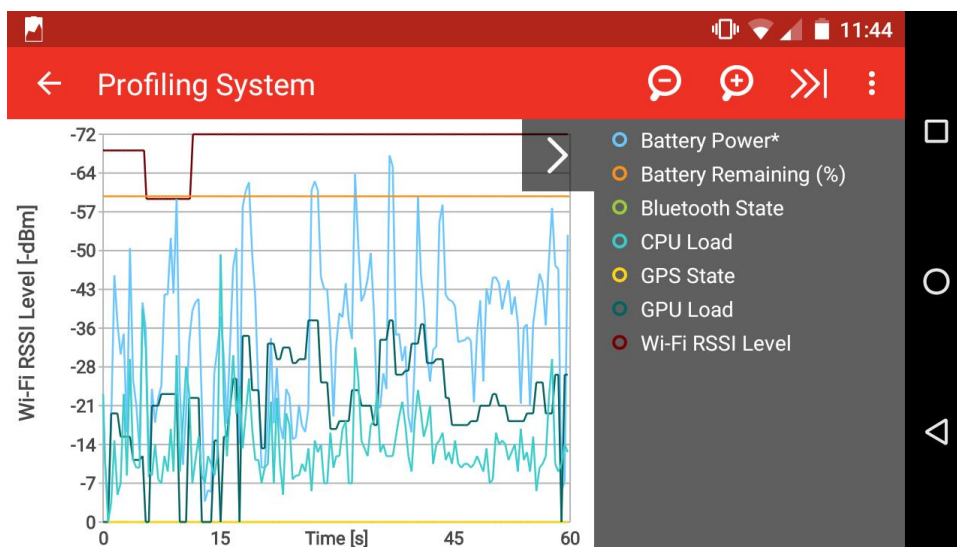 11:44
Profiling System
-72
-64
-57
-50
-43
-36
-28
-21
-14
-7
0
Wi-Fi RSSI Level [-dBm]
0
15
Time [s]
45
60
Battery Power*
Battery Remaining (%)
Bluetooth State
CPU Load
GPS State
GPU Load
Wi-Fi RSSI Level